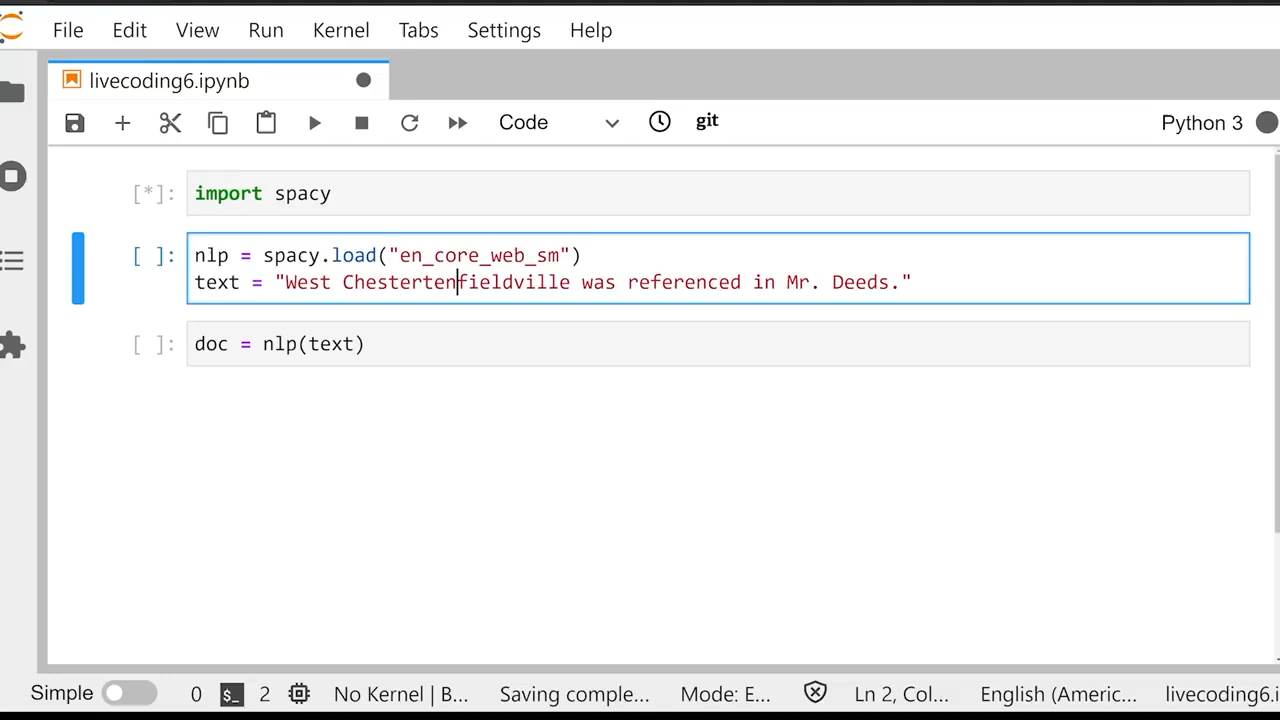 File Edit View Run Kernel Tabs Settings Help
livecoding6.ipynb
Code git Python 3
[*]: import spacy
[ ]: nlp = spacy.load("en_core_web_sm")
text = "West Chestertenfieldville was referenced in Mr. Deeds."
[ ]: doc = nlp(text)
Simple 0 $_ 2 No Kernel | B... Saving comple... Mode: E... Ln 2, Col... English (Americ... livecoding6.i